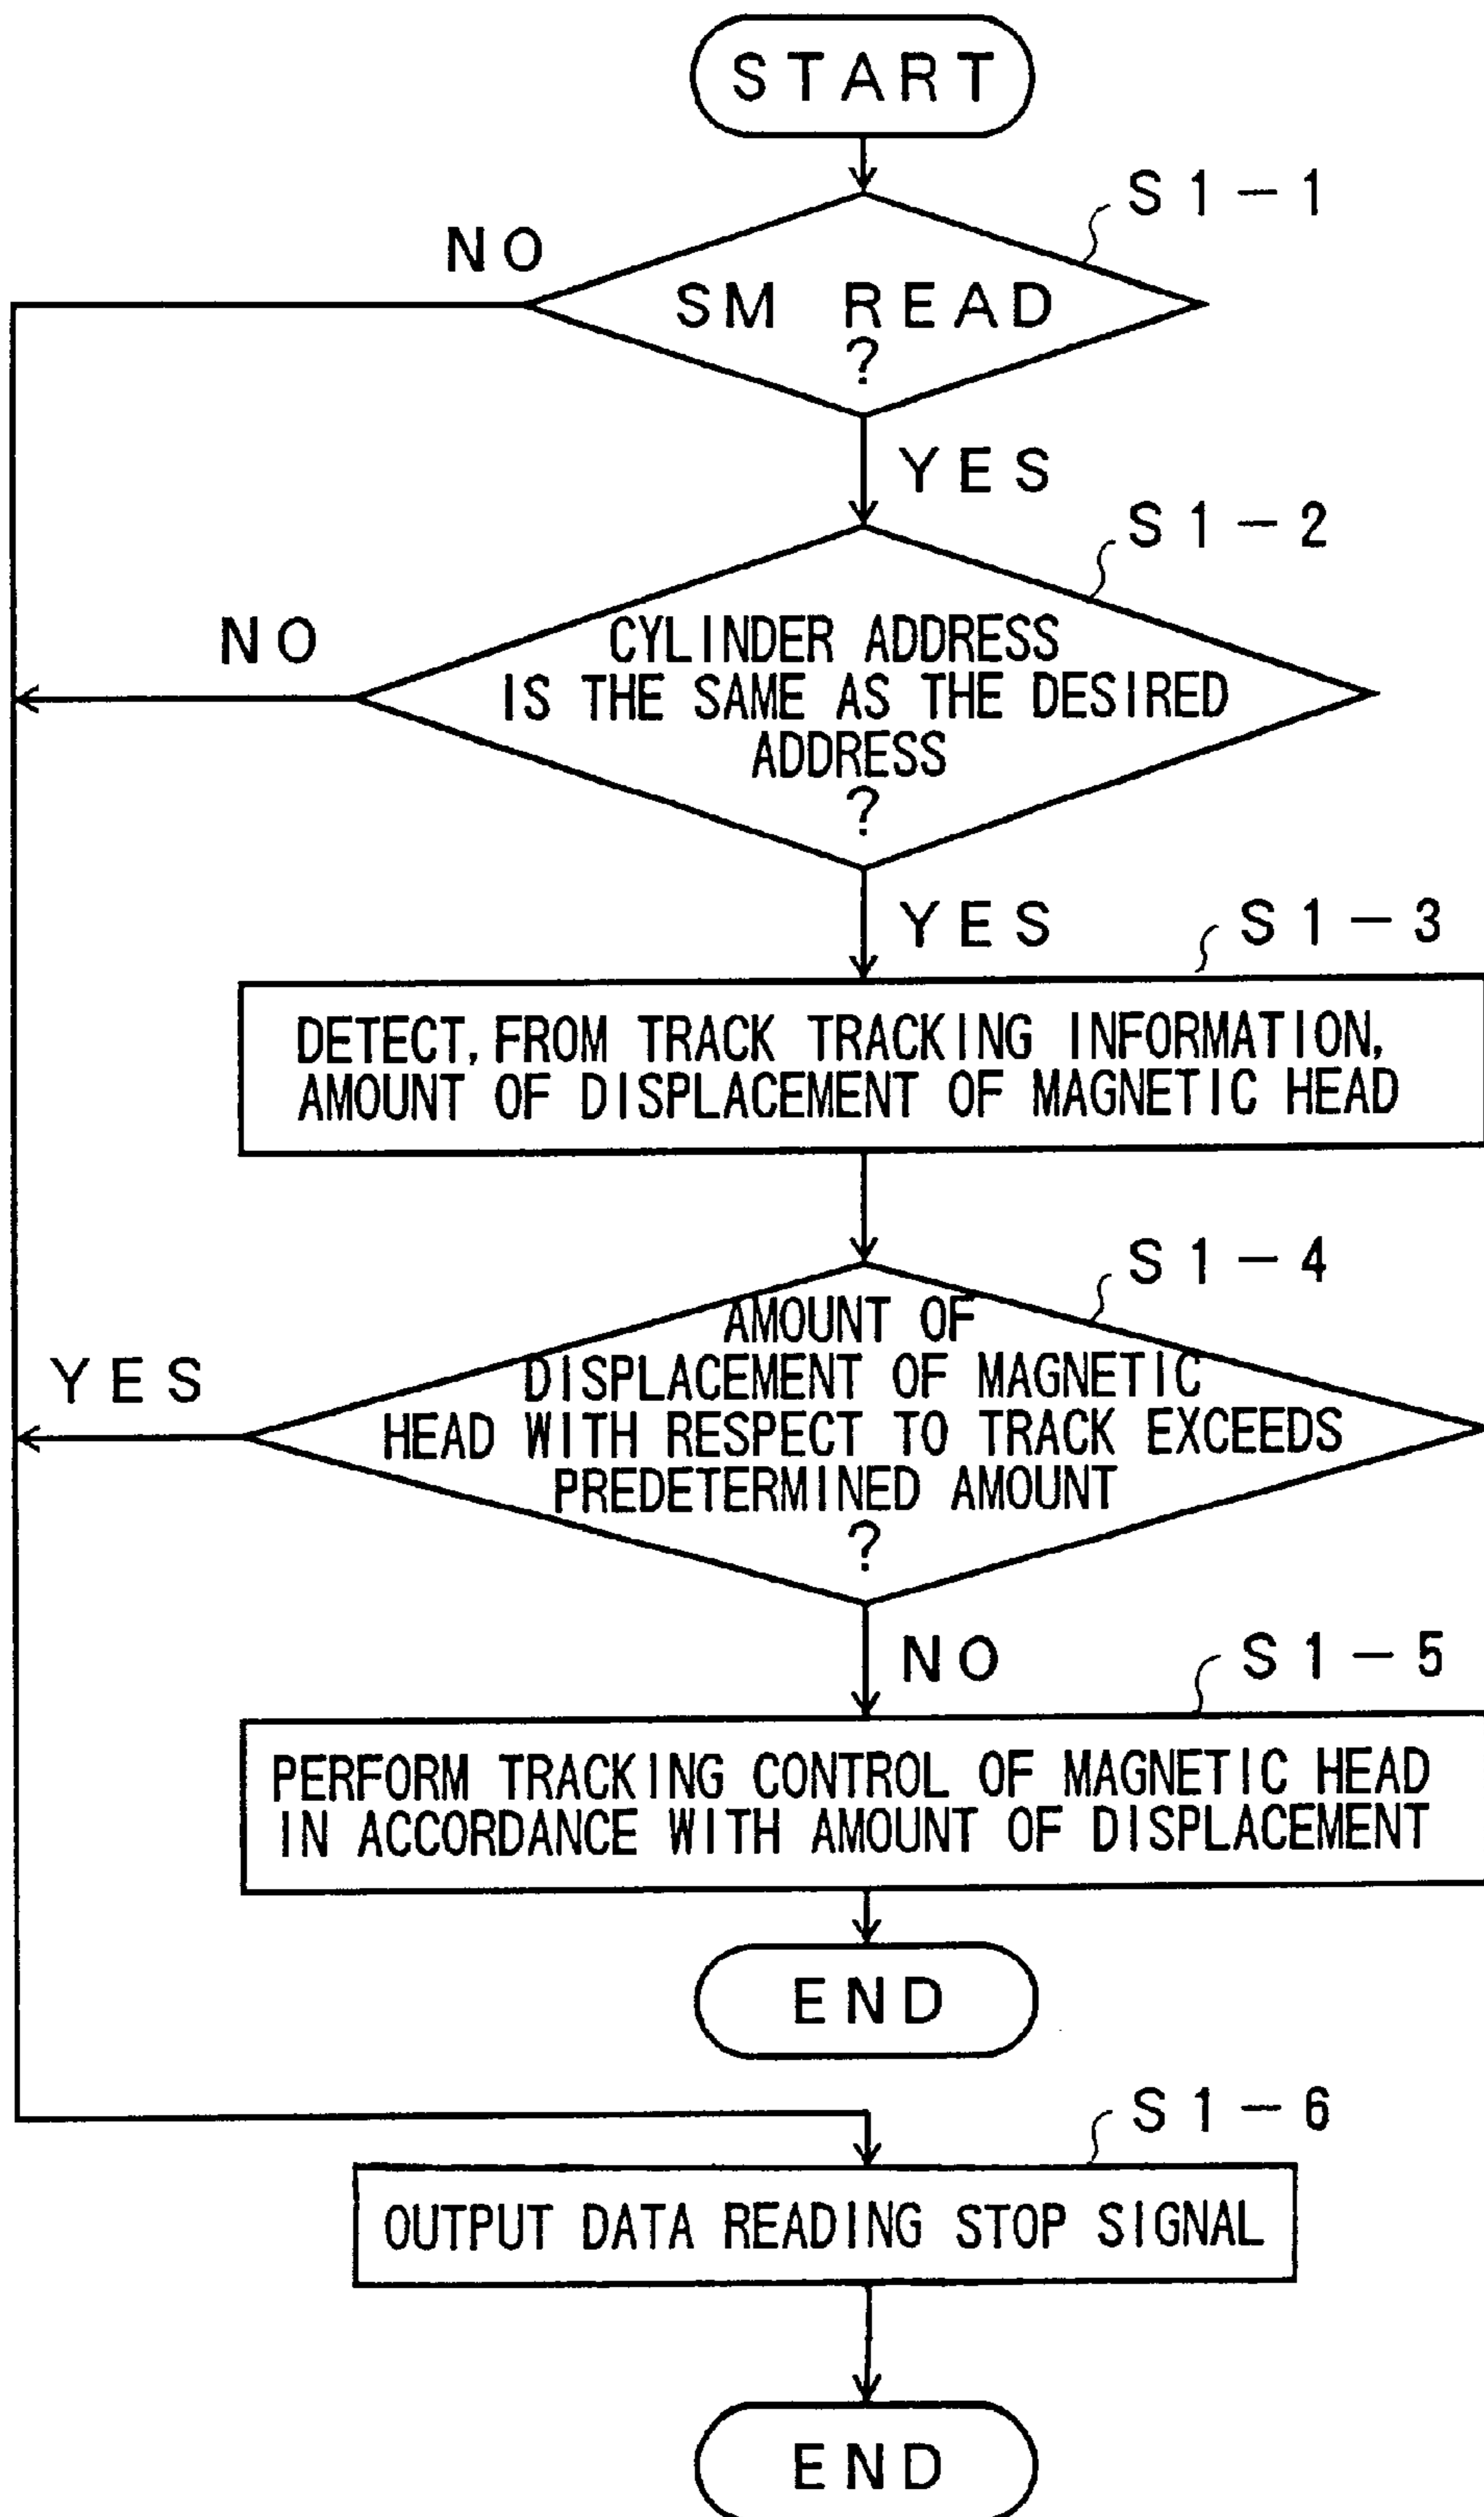 START
S1-1
NO
SM READ
?
YES
S1-2
NO
CYLINDER ADDRESS
IS THE SAME AS THE DESIRED
ADDRESS
?
YES
S1-3
DETECT, FROM TRACK TRACKING INFORMATION,
AMOUNT OF DISPLACEMENT OF MAGNETIC HEAD
S1-4
YES
AMOUNT OF
DISPLACEMENT OF MAGNETIC
HEAD WITH RESPECT TO TRACK EXCEEDS
PREDETERMINED AMOUNT
?
NO
S1-5
PERFORM TRACKING CONTROL OF MAGNETIC HEAD
IN ACCORDANCE WITH AMOUNT OF DISPLACEMENT
END
S1-6
OUTPUT DATA READING STOP SIGNAL
END